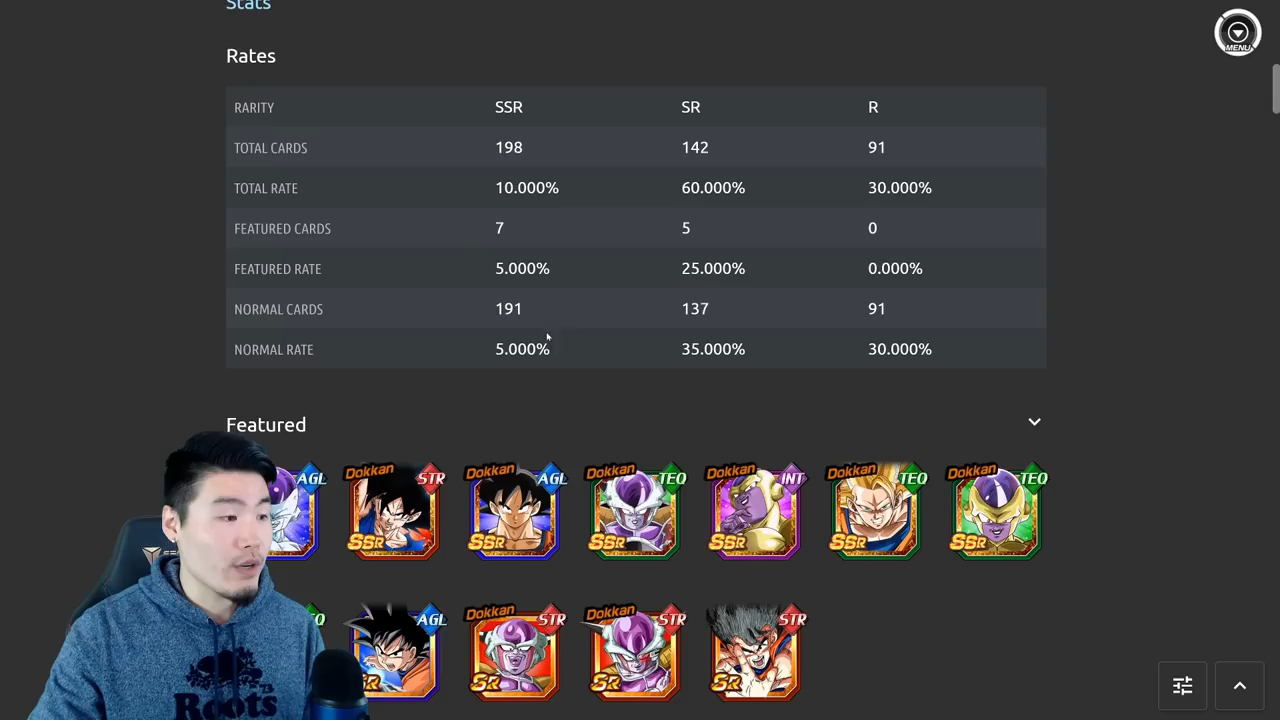 Stats
MENU
Rates
RARITY SSR SR R
TOTAL CARDS 198 142 91
TOTAL RATE 10.000% 60.000% 30.000%
FEATURED CARDS 7 5 0
FEATURED RATE 5.000% 25.000% 0.000%
NORMAL CARDS 191 137 91
NORMAL RATE 5.000% 35.000% 30.000%
Featured
AGL Dokkan STR Dokkan AGL Dokkan TEQ Dokkan INT Dokkan TEQ Dokkan TEQ
SSR SSR SSR SSR SSR SSR
AGL Dokkan STR Dokkan STR STR
SR SR SR
Roots